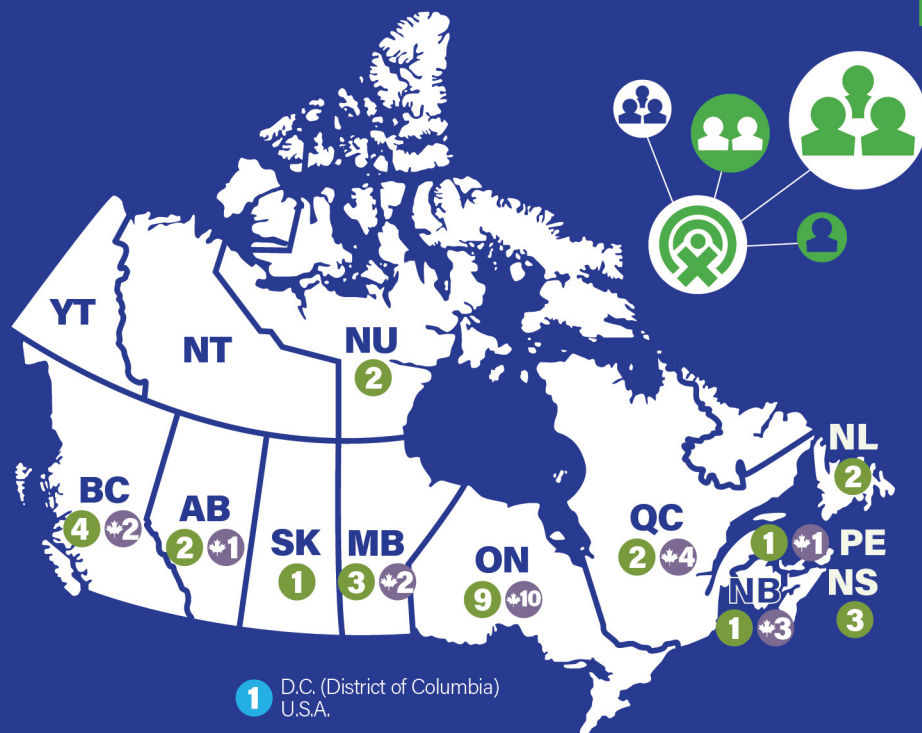 YT
NT
NU
2
BC
4 2
AB
2 1
SK
1
MB
3 2
ON
9 10
QC
2 4
NL
2
1 1 PE
NB
1 3
NS
3
1 D.C. (District of Columbia)
U.S.A.